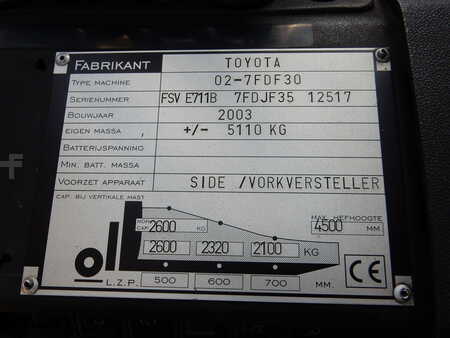 FABRIKANT TOYOTA
TYPE MACHINE 02-7FDF30
SERIENUMMER FSV E711B 7FDJF35 12517
BOUWJAAR 2003
EIGEN MASSA +/- 5110 KG
BATTERIJSPANNING
MIN. BATT. MASSA
VOORZET APPARAAT SIDE /VORKVERSTELLER
CAP. BIJ VERTIKALE MAST
CAP. 2600 KG MAX. HEFHOOGTE
4500 MM
2600 2320 2100 KG
L.Z.P. 500 600 700 MM. CE